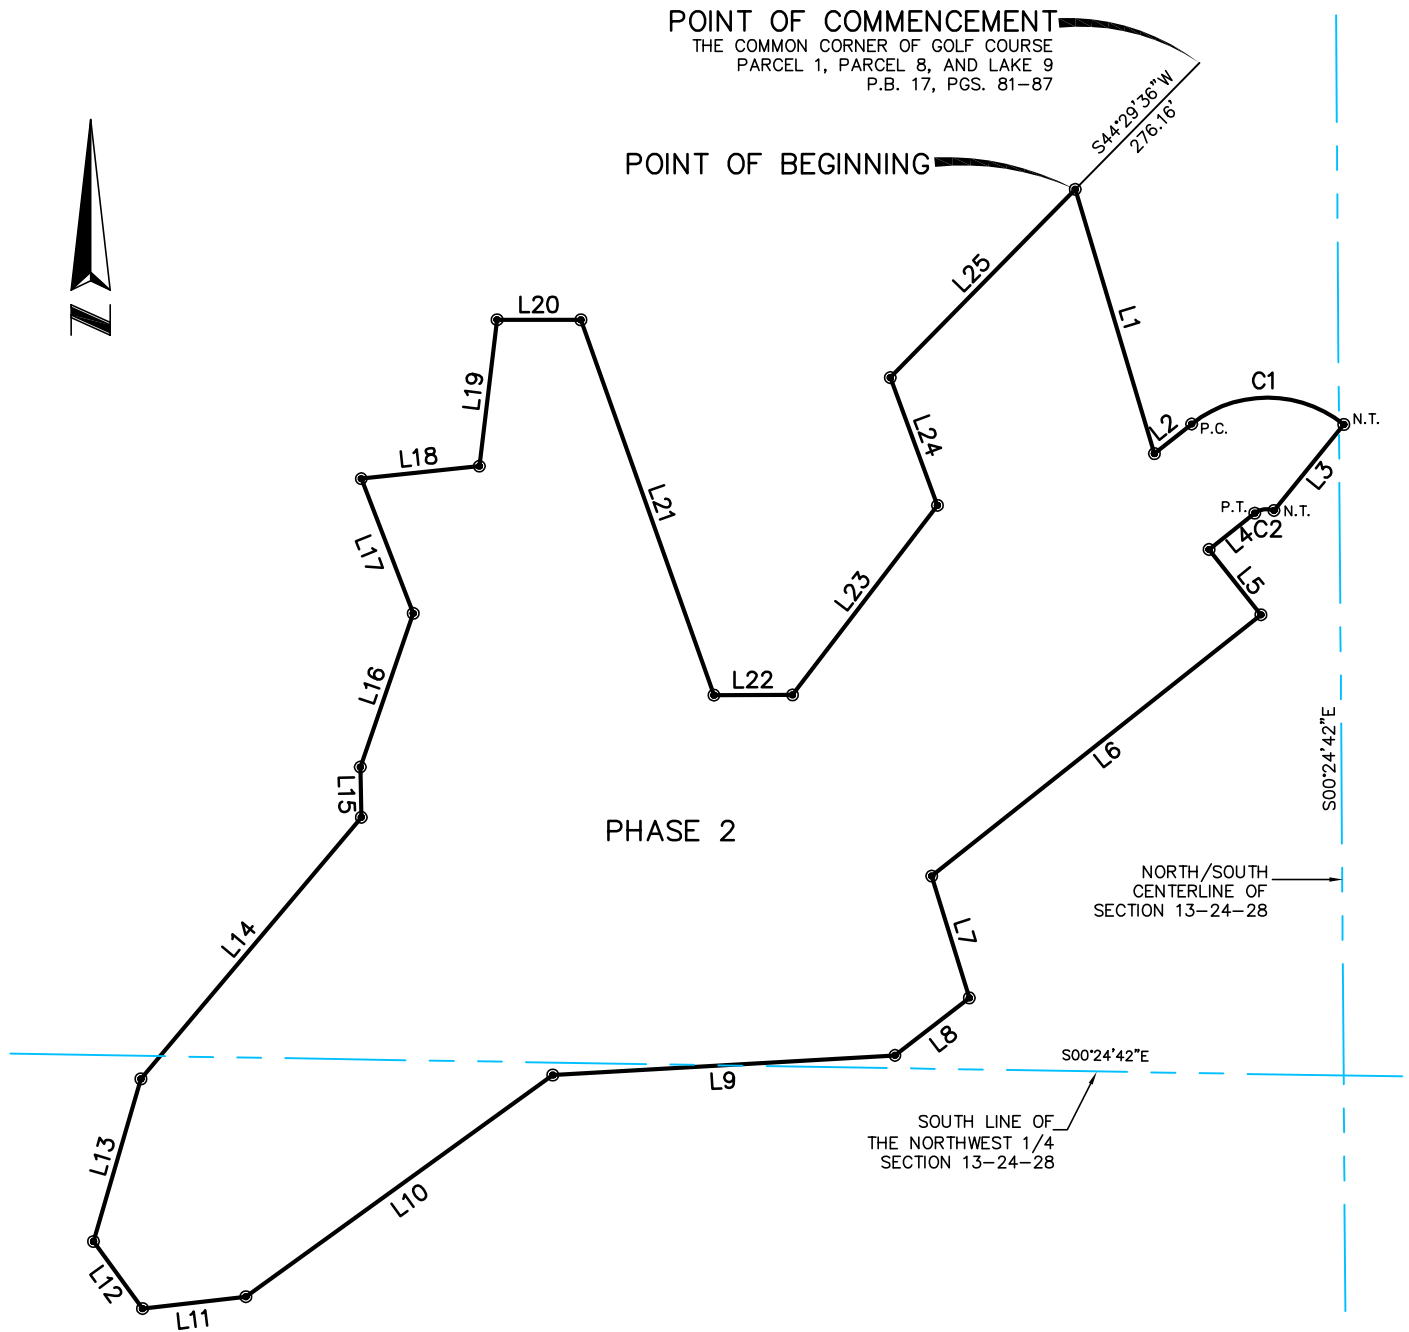 POINT OF COMMENCEMENT
THE COMMON CORNER OF GOLF COURSE
PARCEL 1, PARCEL 8, AND LAKE 9
P.B. 17, PGS. 81-87
S44°29'36"W
276.16'
POINT OF BEGINNING
N
L25
L1
L20
L19
C1
L2
P.C.
N.T.
L18
L24
L3
L21
P.T.
N.T.
L4
C2
L17
L5
L23
L16
L22
L6
S00°24'42"E
L15
PHASE 2
NORTH/SOUTH
CENTERLINE OF
SECTION 13-24-28
L14
L7
L8
S00°24'42"E
L9
SOUTH LINE OF
THE NORTHWEST 1/4
SECTION 13-24-28
L13
L10
L12
L11